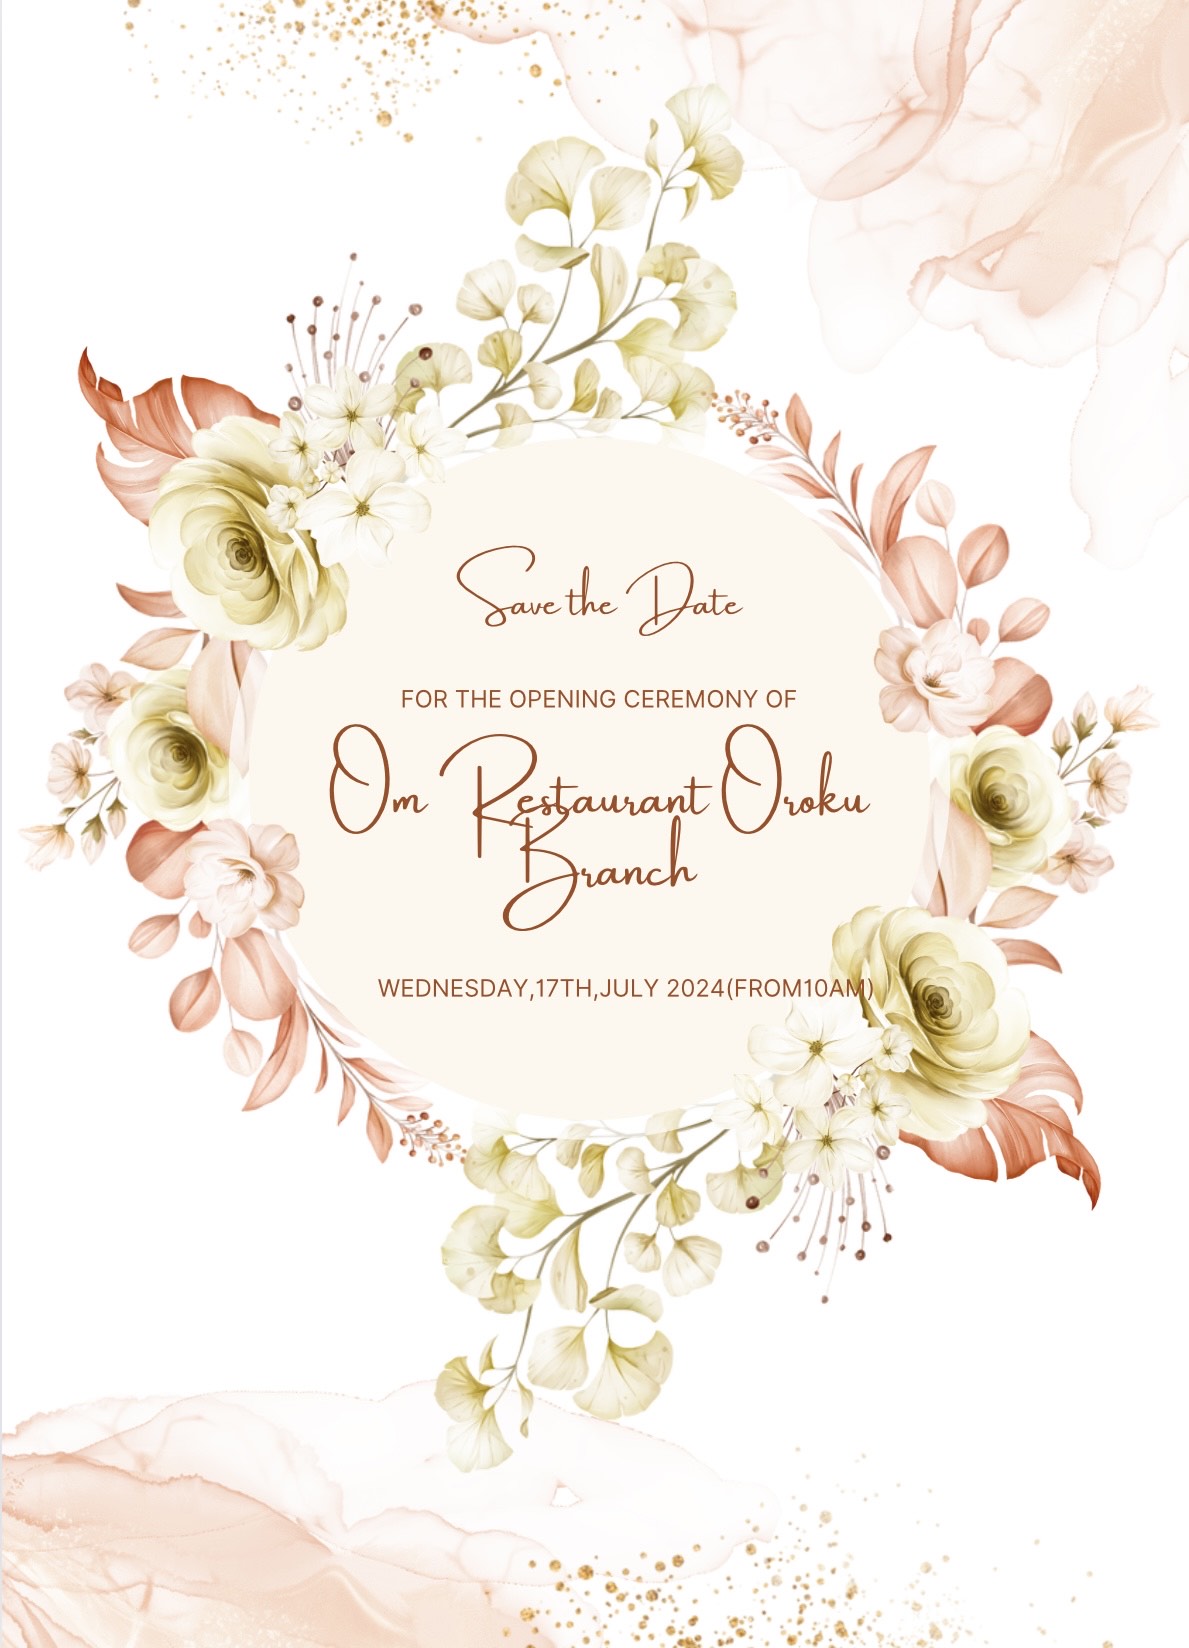 Save the Date
FOR THE OPENING CEREMONY OF
Om Restaurant Oroku
Branch
WEDNESDAY,17TH,JULY 2024(FROM10AM)